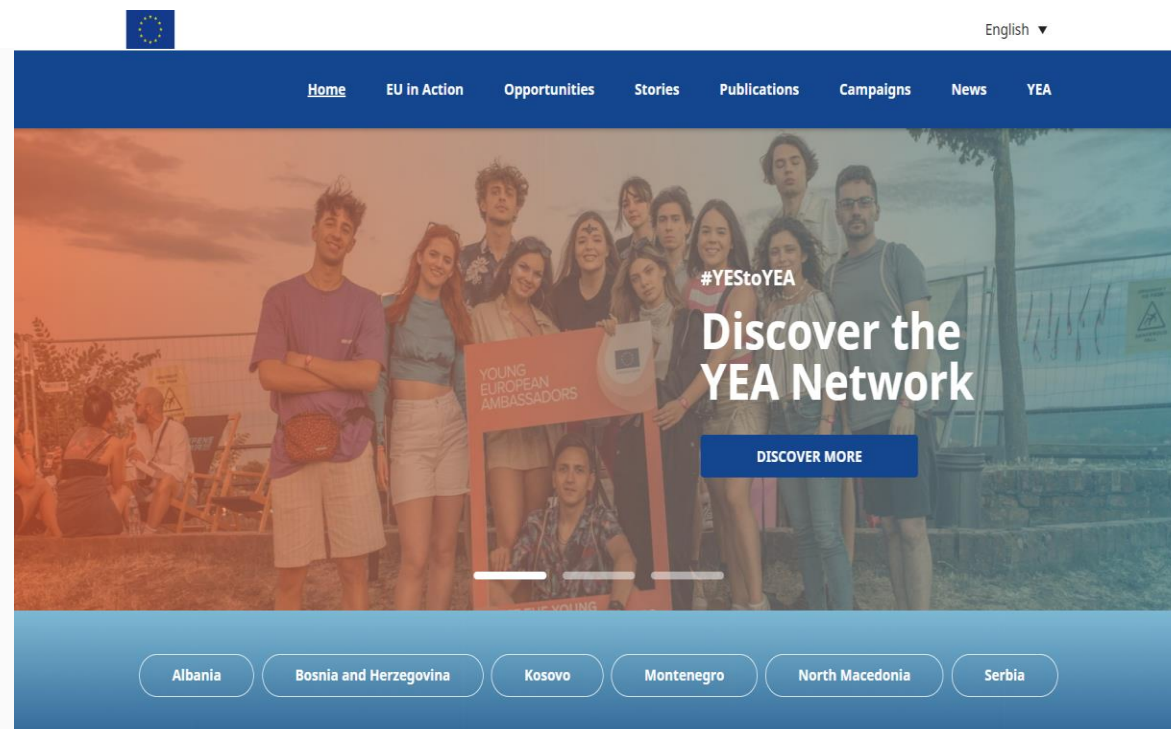 English ▼
Home EU in Action Opportunities Stories Publications Campaigns News YEA
YOUNG
EUROPEAN
AMBASSADORS
#YEStoYEA
Discover the
YEA Network
DISCOVER MORE
YOUNG
Albania Bosnia and Herzegovina Kosovo Montenegro North Macedonia Serbia